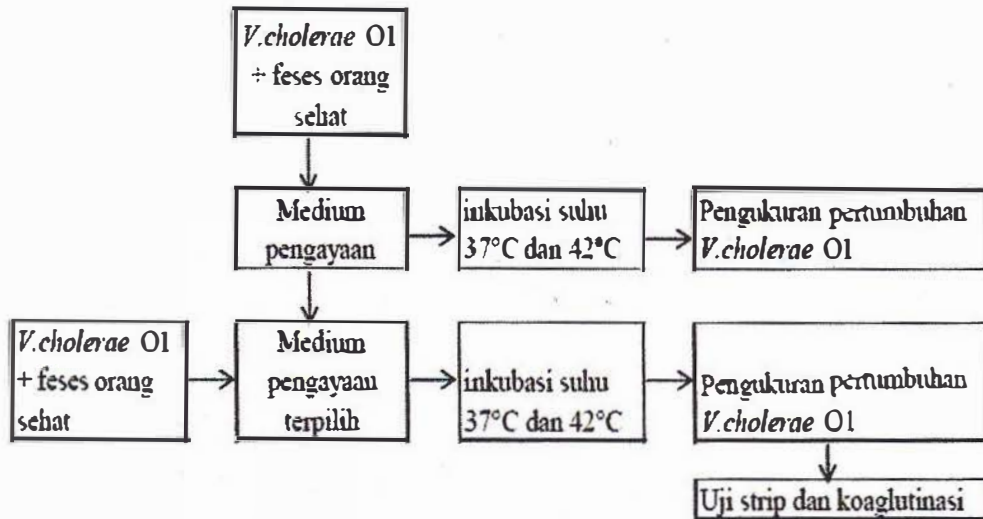 V.cholerae O1
+ feses orang
sehat
Medium
pengayaan
inkubasi suhu
37°C dan 42°C
Pengukuran pertumbuhan
V.cholerae O1
V.cholerae O1
+ feses orang
sehat
Medium
pengayaan
terpilih
inkubasi suhu
37°C dan 42°C
Pengukuran pertumbuhan
V.cholerae O1
Uji strip dan koaglutinasi